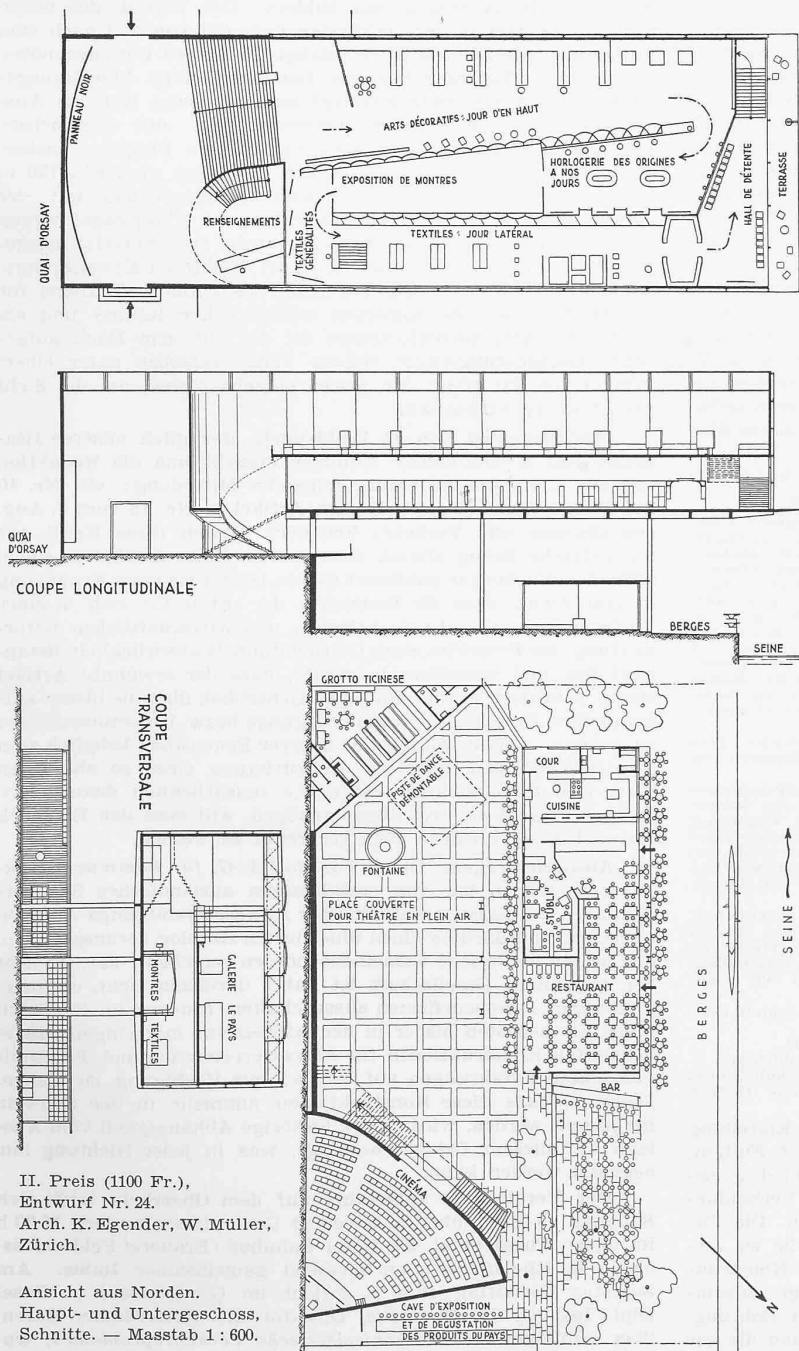 PANNEAU NOIR
QUAI D'ORSAY
RENSEIGNEMENTS
TEXTILES
GÉNÉRALITÉS
ARTS DÉCORATIFS : JOUR D'EN HAUT
EXPOSITION DE MONTRES
HORLOGERIE DES ORIGINES
A NOS
JOURS
TEXTILES : JOUR LATÉRAL
HALL DE DÉTENTE
TERRASSE
QUAI
D'ORSAY
COUPE LONGITUDINALE
BERGES
SEINE
COUPE
TRANSVERSALE
MONTRES
TEXTILES
GALERIE
LE PAYS
GROTTO TICINESE
PISTE DE DANCE
DÉMONTABLE
FONTAINE
PLACE COUVERTE
POUR THÉÂTRE EN PLEIN AIR
COUR
CUISINE
"STÜBLI"
RESTAURANT
BAR
BERGES
SEINE
CINEMA
CAVE D'EXPOSITION
ET DE DEGUSTATION
DES PRODUITS DU PAYS
N
II. Preis (1100 Fr.),
Entwurf Nr. 24.
Arch. K. Egender, W. Müller,
Zürich.
Ansicht aus Norden.
Haupt- und Untergeschoss,
Schnitte. — Masstab 1 : 600.